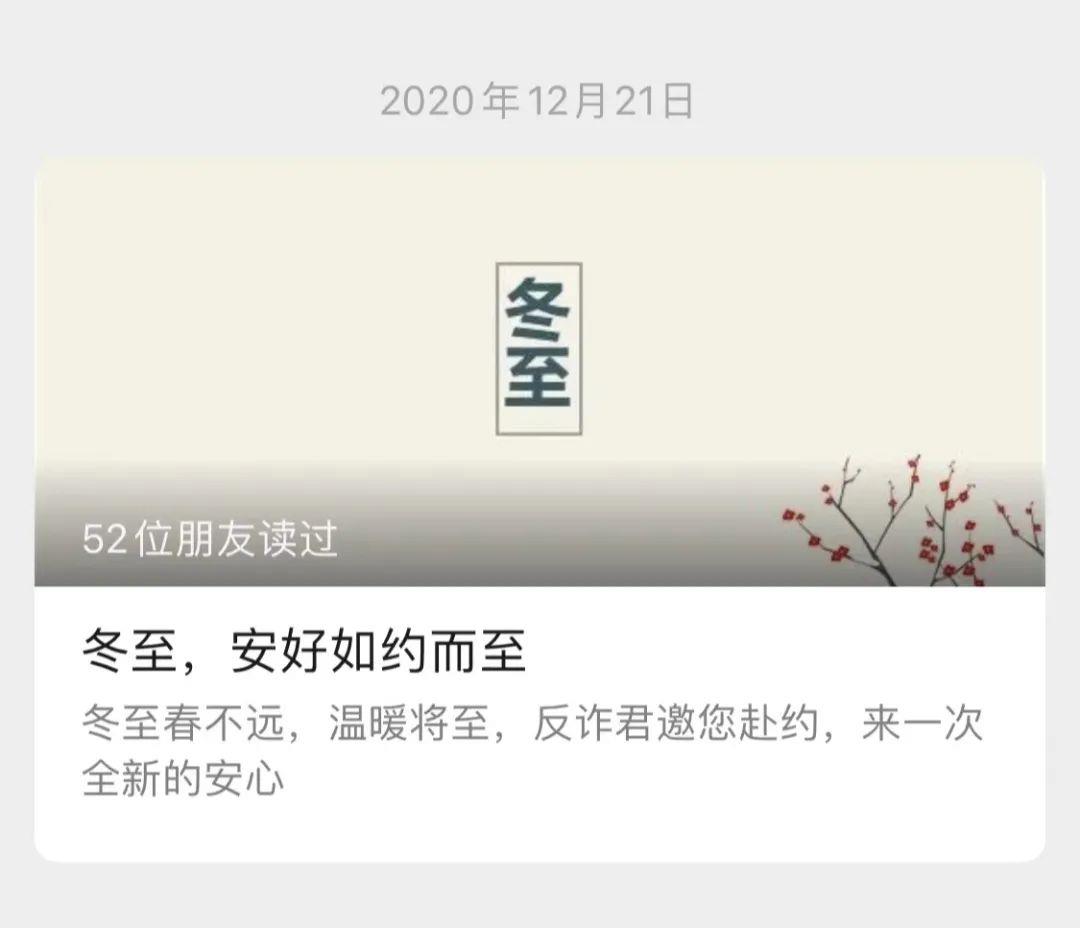 2020年12月21日
冬至
52位朋友读过
冬至，安好如约而至
冬至春不远，温暖将至，反诈君邀您赴约，来一次
全新的安心